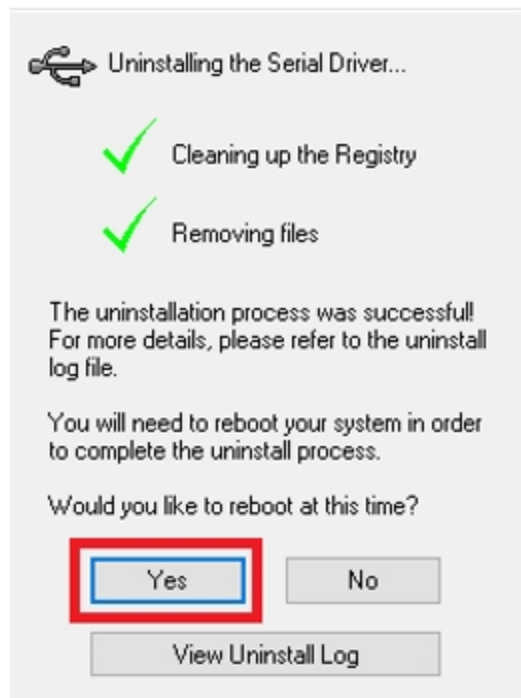 Uninstalling the Serial Driver...
Cleaning up the Registry
Removing files
The uninstallation process was successful!
For more details, please refer to the uninstall
log file.
You will need to reboot your system in order
to complete the uninstall process.
Would you like to reboot at this time?
Yes
No
View Uninstall Log